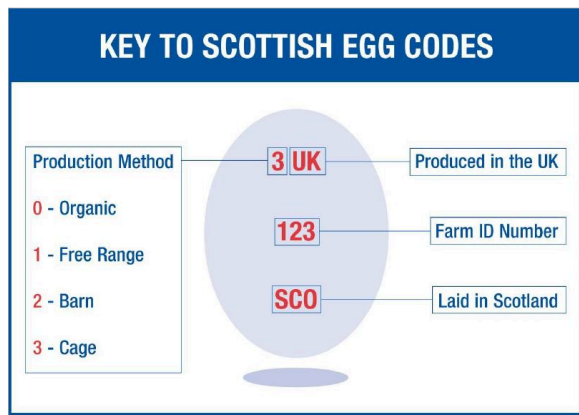 KEY TO SCOTTISH EGG CODES
Production Method
0 - Organic
1 - Free Range
2 - Barn
3 - Cage
3 UK
123
SCO
Produced in the UK
Farm ID Number
Laid in Scotland